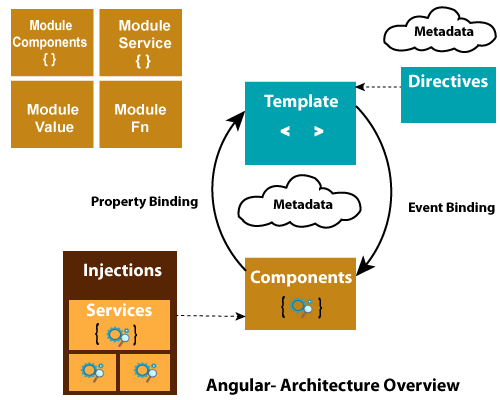 Module
Components
{ }
Module
Service
{ }
Module
Value
Module
Fn
Metadata
Directives
Template
< >
Property Binding
Metadata
Event Binding
Injections
Services
{ }
Components
{ }
Angular- Architecture Overview